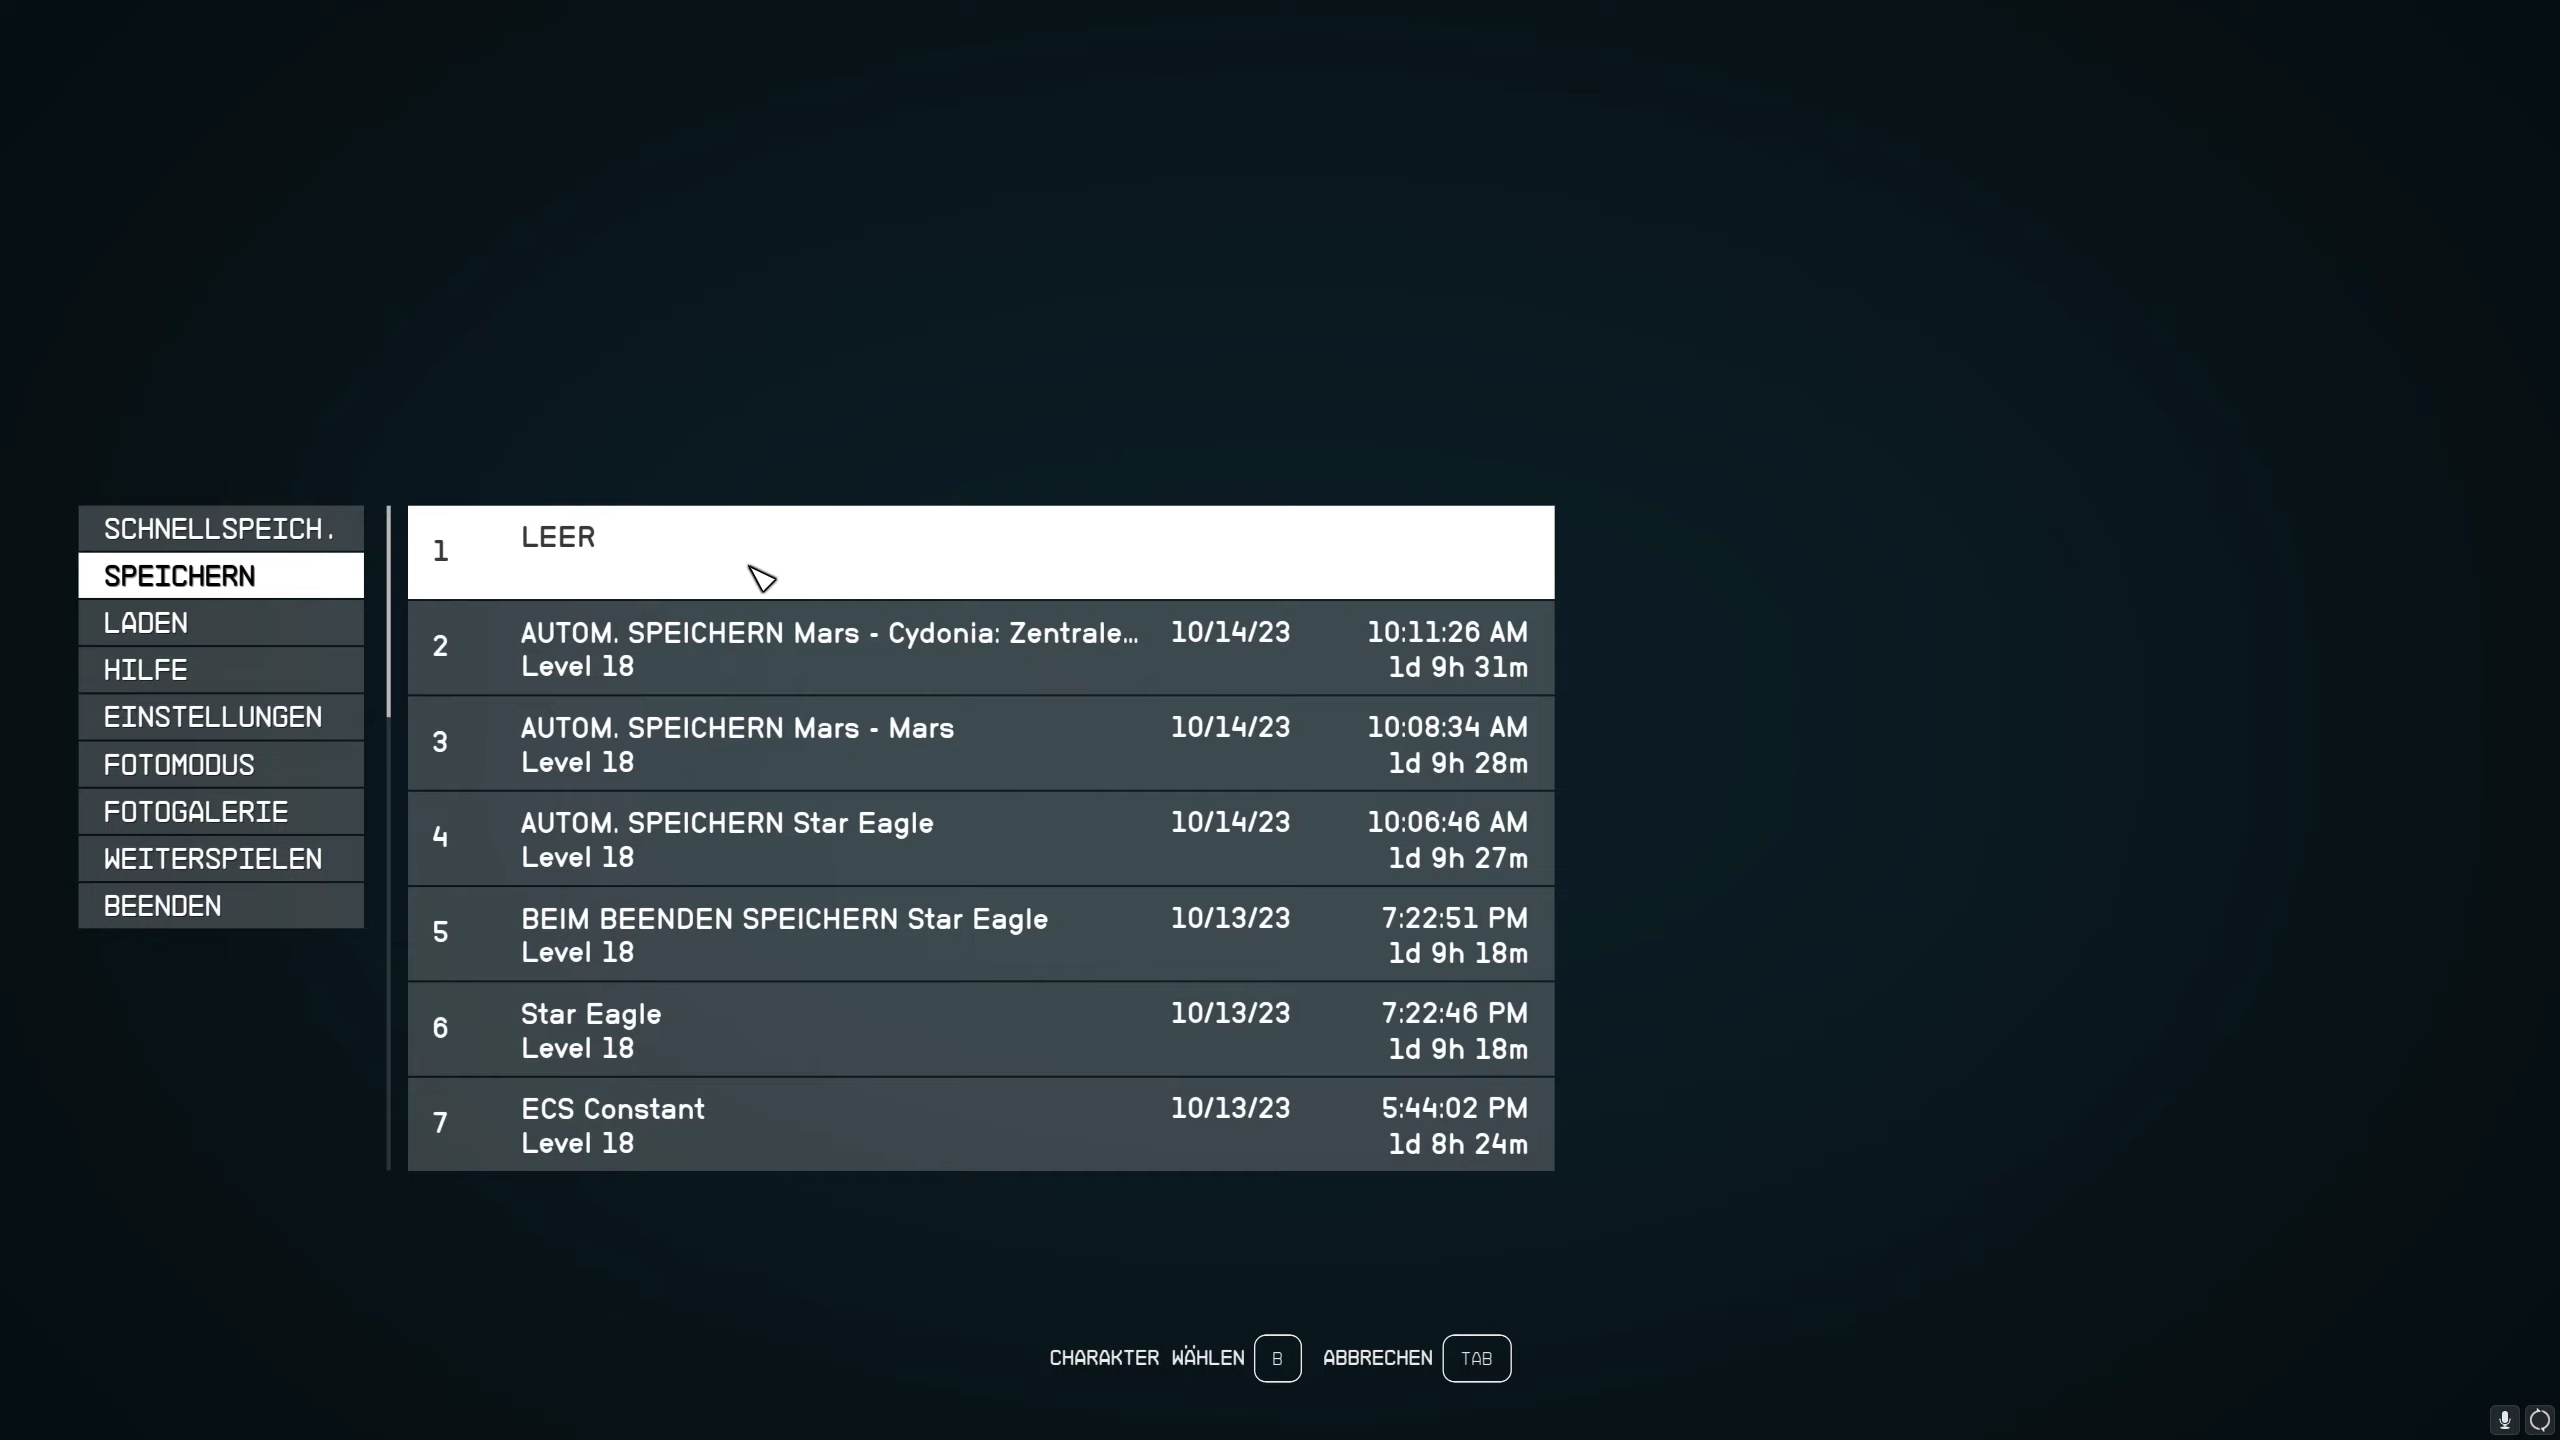 SCHNELLSPEICH.
SPEICHERN
LADEN
HILFE
EINSTELLUNGEN
FOTOMODUS
FOTOGALERIE
WEITERSPIELEN
BEENDEN
1 LEER
2 AUTOM. SPEICHERN Mars - Cydonia: Zentrale... 10/14/23 10:11:26 AM
Level 18 1d 9h 31m
3 AUTOM. SPEICHERN Mars - Mars 10/14/23 10:08:34 AM
Level 18 1d 9h 28m
4 AUTOM. SPEICHERN Star Eagle 10/14/23 10:06:46 AM
Level 18 1d 9h 27m
5 BEIM BEENDEN SPEICHERN Star Eagle 10/13/23 7:22:51 PM
Level 18 1d 9h 18m
6 Star Eagle 10/13/23 7:22:46 PM
Level 18 1d 9h 18m
7 ECS Constant 10/13/23 5:44:02 PM
Level 18 1d 8h 24m
CHARAKTER WÄHLEN B ABBRECHEN TAB